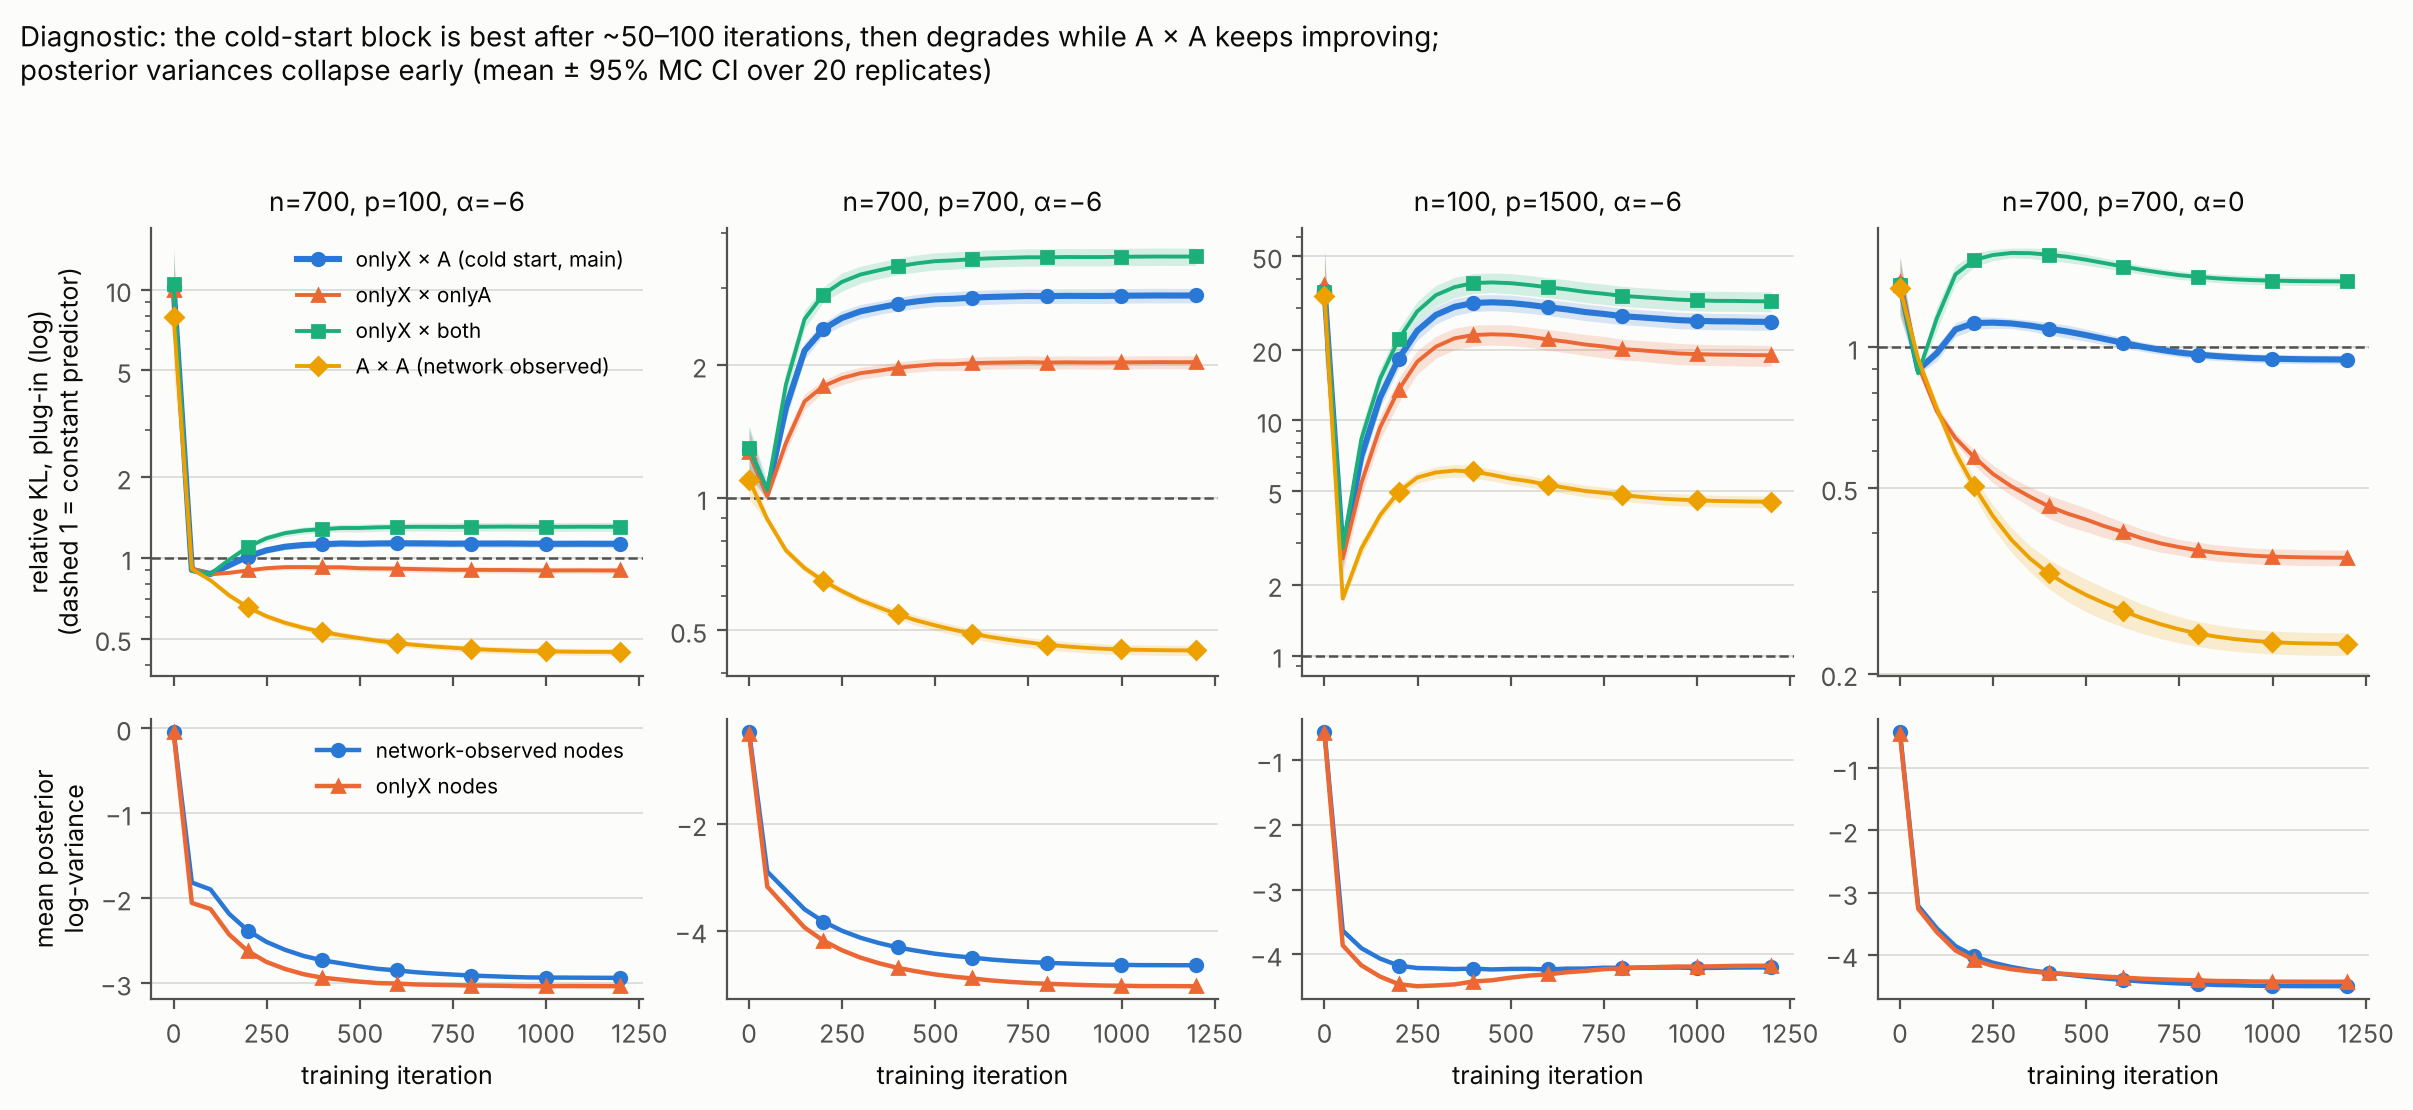 Diagnostic: the cold-start block is best after ~50–100 iterations, then degrades while A × A keeps improving;
posterior variances collapse early (mean ± 95% MC CI over 20 replicates)
n=700, p=100, α=−6
n=700, p=700, α=−6
n=100, p=1500, α=−6
n=700, p=700, α=0
relative KL, plug-in (log)
(dashed 1 = constant predictor)
10
5
2
1
0.5
onlyX × A (cold start, main)
onlyX × onlyA
onlyX × both
A × A (network observed)
2
1
0.5
50
20
10
5
2
1
1
0.5
0.2
mean posterior
log-variance
0
−1
−2
−3
network-observed nodes
onlyX nodes
−2
−4
−1
−2
−3
−4
−1
−2
−3
−4
0 250 500 750 1000 1250
0 250 500 750 1000 1250
0 250 500 750 1000 1250
0 250 500 750 1000 1250
training iteration
training iteration
training iteration
training iteration